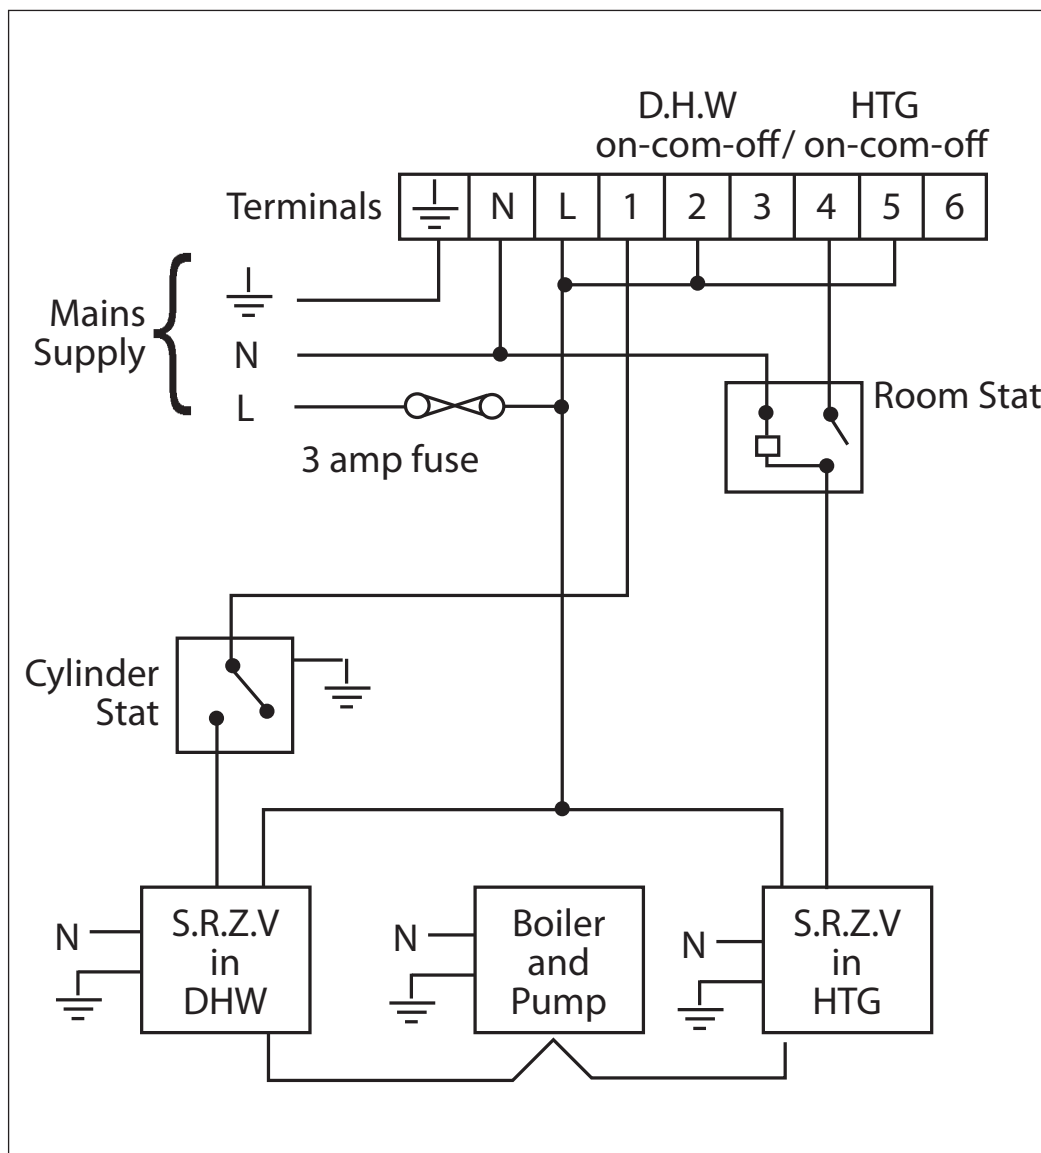 D.H.W HTG
on-com-off/ on-com-off
Terminals N L 1 2 3 4 5 6
Mains
Supply
N
L
3 amp fuse
Room Stat
Cylinder
Stat
N
S.R.Z.V
in
DHW
N
Boiler
and
Pump
N
S.R.Z.V
in
HTG